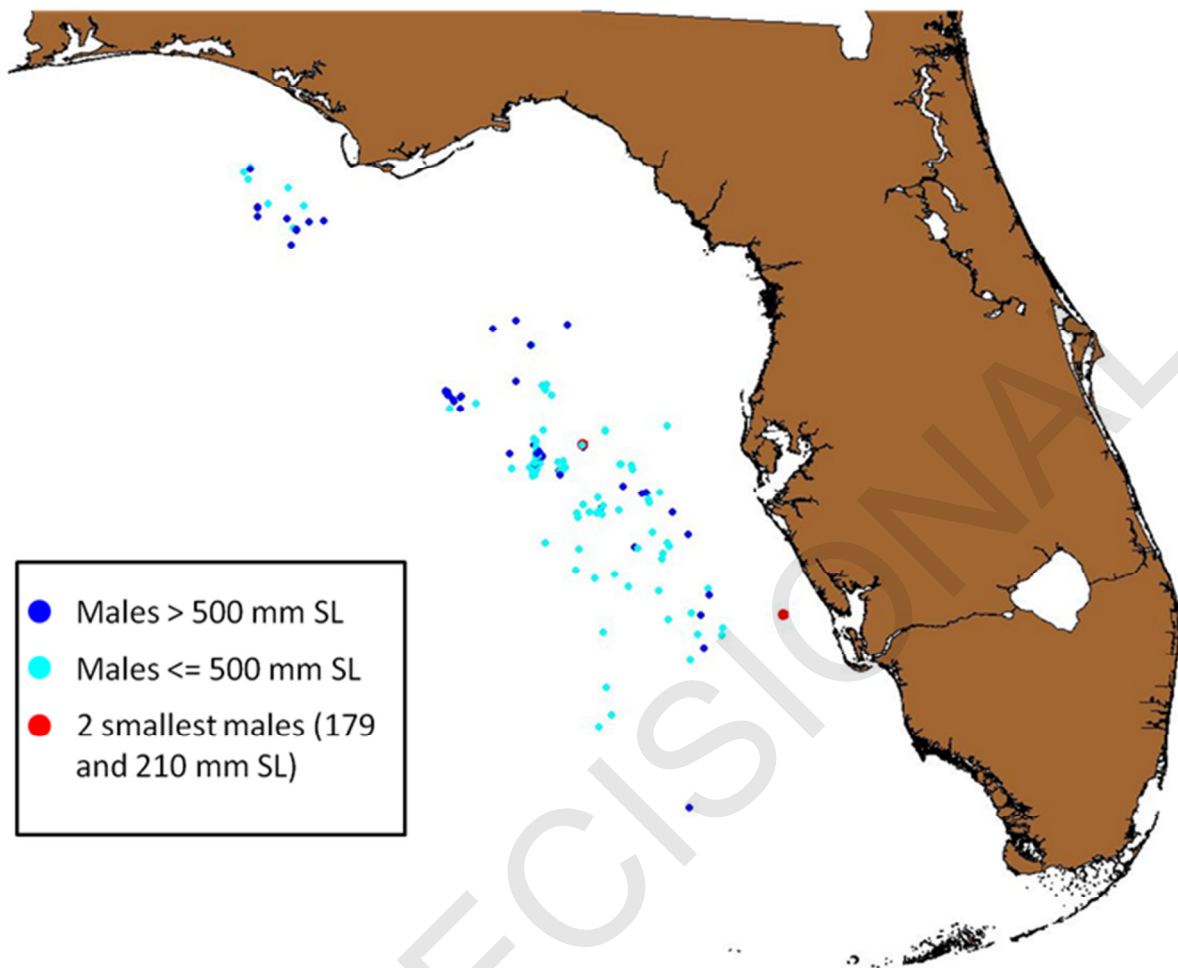 Males > 500 mm SL
Males <= 500 mm SL
2 smallest males (179
and 210 mm SL)
ECISIONAL